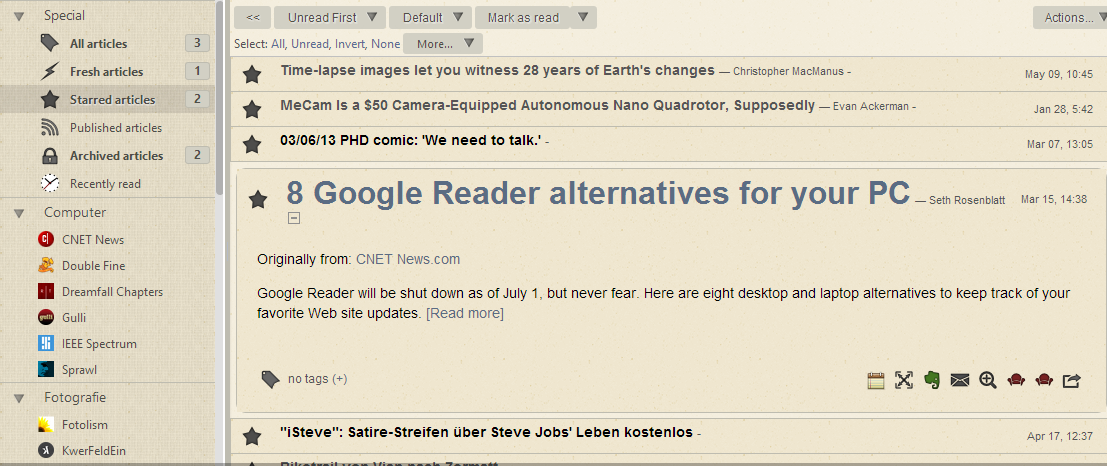 Special
All articles 3
Fresh articles 1
Starred articles 2
Published articles
Archived articles 2
Recently read
Computer
CNET News
Double Fine
Dreamfall Chapters
Gulli
IEEE Spectrum
Sprawl
Fotografie
Fotolism
KwerFeldEin
<< Unread First Default Mark as read Actions...
Select: All, Unread, Invert, None More...
Time-lapse images let you witness 28 years of Earth's changes — Christopher MacManus - May 09, 10:45
MeCam Is a $50 Camera-Equipped Autonomous Nano Quadrotor, Supposedly — Evan Ackerman - Jan 28, 5:42
03/06/13 PHD comic: 'We need to talk.' - Mar 07, 13:05
8 Google Reader alternatives for your PC — Seth Rosenblatt Mar 15, 14:38
Originally from: CNET News.com
Google Reader will be shut down as of July 1, but never fear. Here are eight desktop and laptop alternatives to keep track of your
favorite Web site updates. [Read more]
no tags (+)
"iSteve": Satire-Streifen über Steve Jobs' Leben kostenlos - Apr 17, 12:37